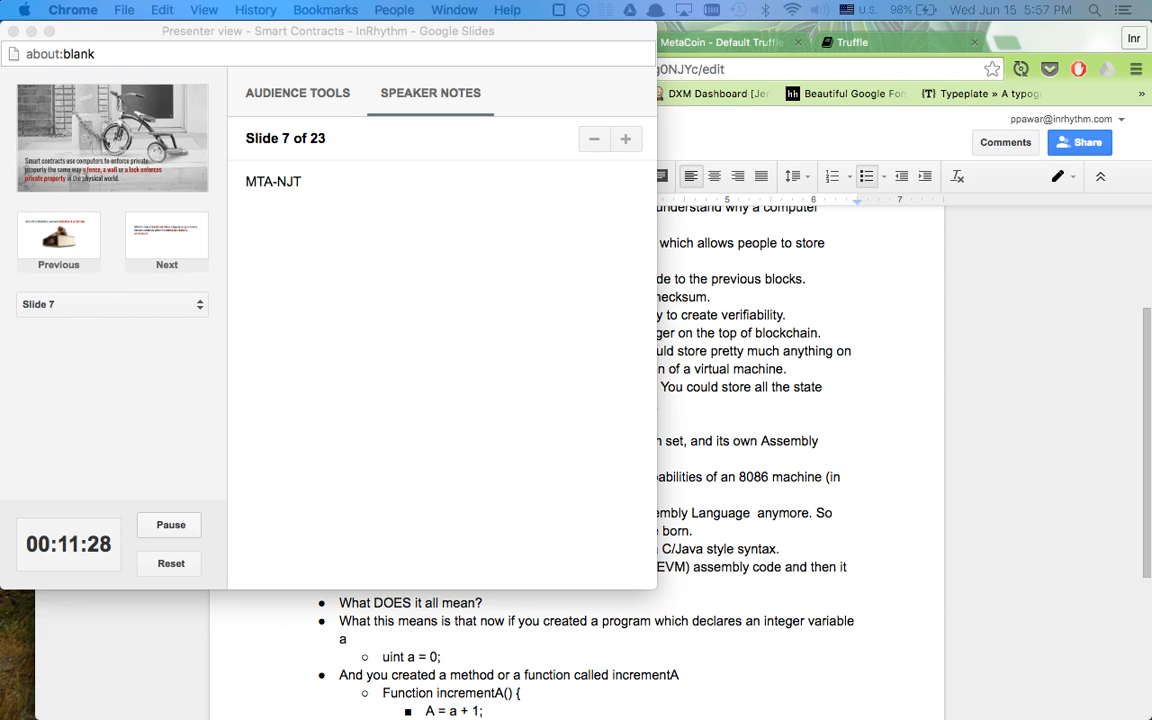 Chrome File Edit View History Bookmarks People Window Help U.S. 98% Wed Jun 15 5:57 PM
Presenter view - Smart Contracts - InRhythm - Google Slides
about:blank
MetaCoin - Default Truffle
Truffle
Inr
g0NJYc/edit
DXM Dashboard [Jer
hh Beautiful Google Fon
{T} Typeplate » A typogr
»
ppawar@inrhythm.com
Comments
Share
AUDIENCE TOOLS
SPEAKER NOTES
Slide 7 of 23
MTA-NJT
Smart contracts use computers to enforce private
property the same way a fence, a wall or a lock enforces
private property in the physical world.
Previous
Next
Slide 7
00:11:28
Pause
Reset
5 6 7
understand why a computer
which allows people to store
de to the previous blocks.
hecksum.
y to create verifiability.
ger on the top of blockchain.
uld store pretty much anything on
n of a virtual machine.
You could store all the state
n set, and its own Assembly
abilities of an 8086 machine (in
embly Language anymore. So
e born.
C/Java style syntax.
EVM) assembly code and then it
● What DOES it all mean?
● What this means is that now if you created a program which declares an integer variable
a
○ uint a = 0;
● And you created a method or a function called incrementA
○ Function incrementA() {
■ A = a + 1;